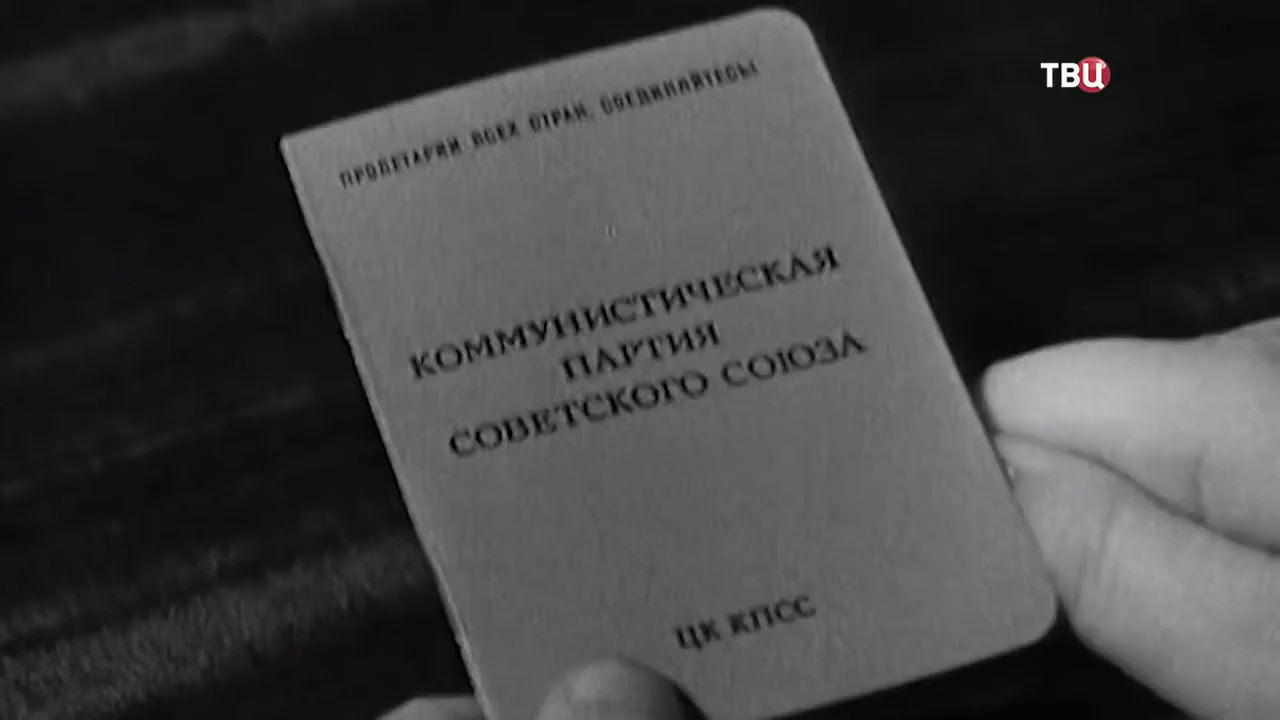 ТВЦ
ПРОЛЕТАРИИ ВСЕХ СТРАН, СОЕДИНЯЙТЕСЬ!
КОММУНИСТИЧЕСКАЯ
ПАРТИЯ
СОВЕТСКОГО СОЮЗА
ЦК КПСС